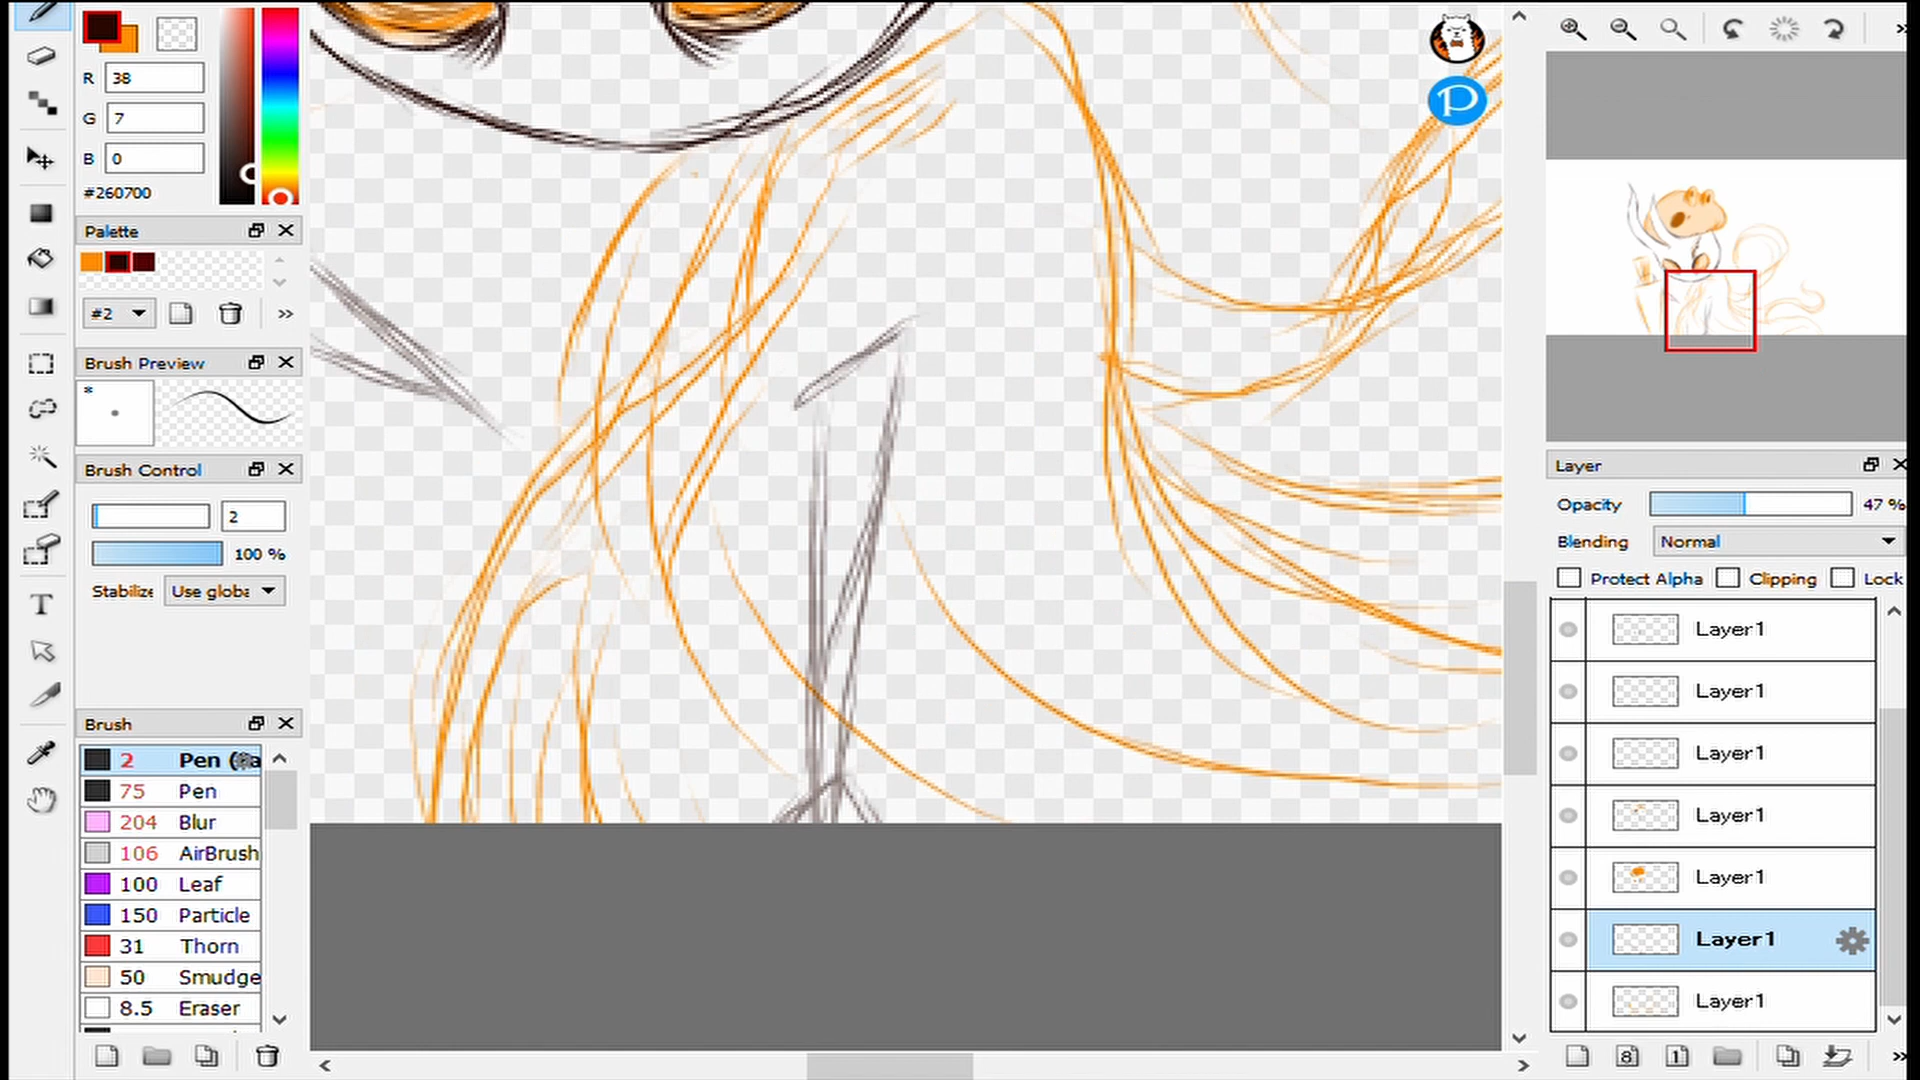 R 38
G 7
B 0
#260700
Palette
#2
Brush Preview
*
Brush Control
2
100 %
Use globa
2 Pen
75 Pen
204 Blur
106 AirBrush
100 Leaf
150 Particle
31 Thorn
50 Smudge
8.5 Eraser
Brush
T
P
Layer
Opacity 47 %
Blending Normal
Protect Alpha Clipping Lock
Layer1
Layer1
Layer1
Layer1
Layer1
Layer1
Layer1
8 1